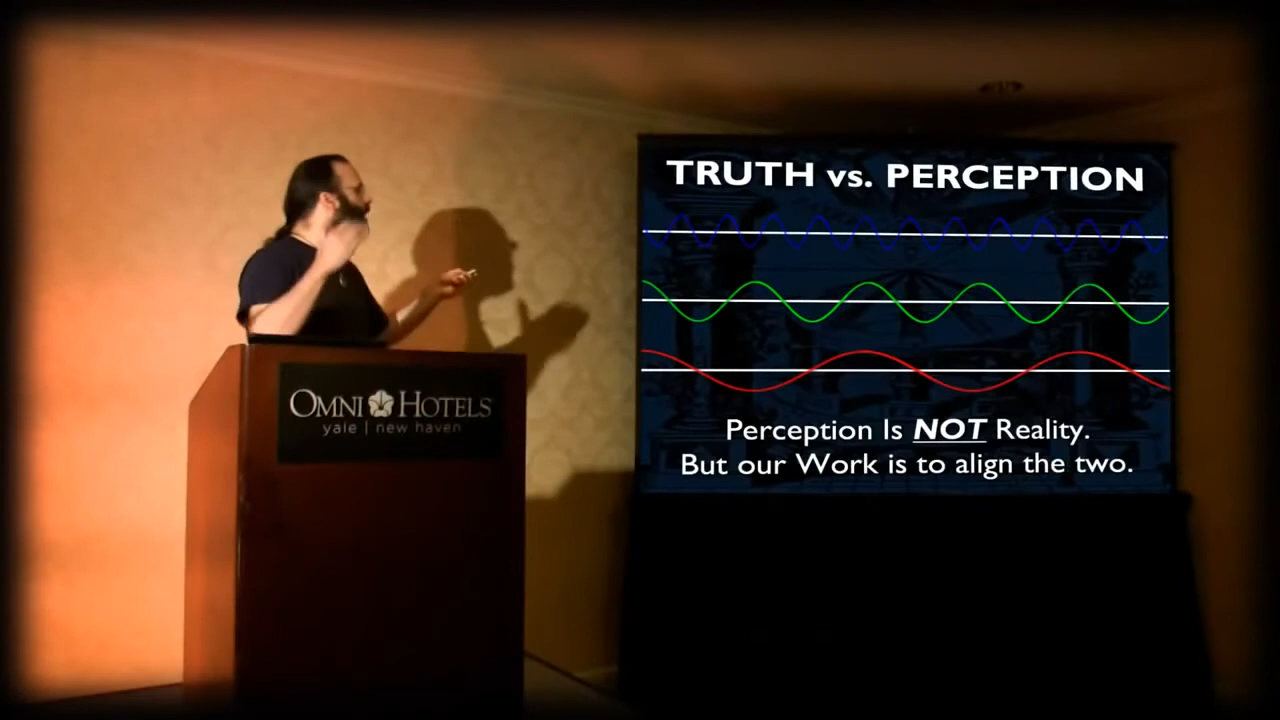 OMNI HOTELS
yale | new haven
TRUTH vs. PERCEPTION
Perception Is NOT Reality.
But our Work is to align the two.